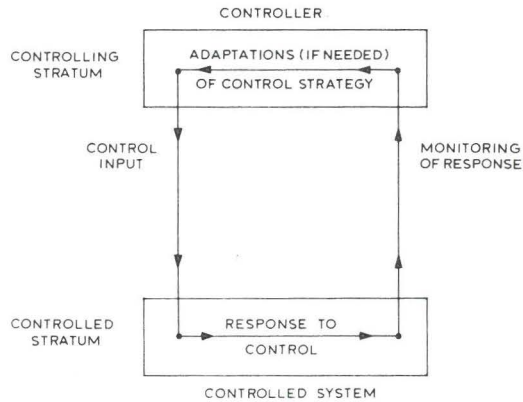 CONTROLLER
CONTROLLING
STRATUM
ADAPTATIONS (IF NEEDED)
OF CONTROL STRATEGY
CONTROL
INPUT
MONITORING
OF RESPONSE
CONTROLLED
STRATUM
RESPONSE TO
CONTROL
CONTROLLED SYSTEM